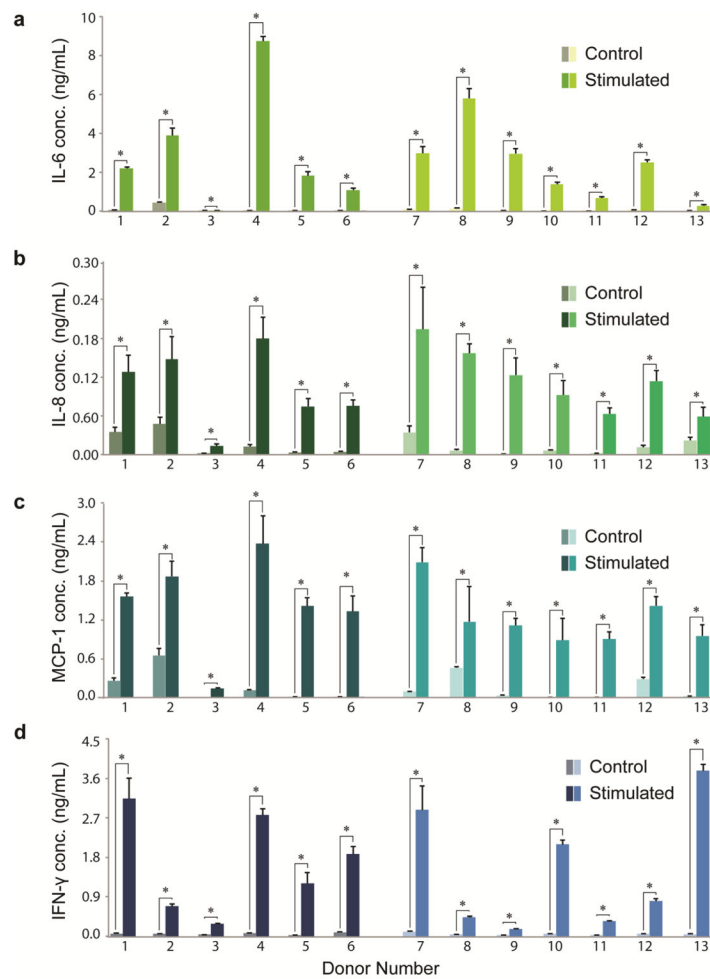 a
IL-6 conc. (ng/mL)
10
8
6
4
2
0
* * * * * * * * * * * * *
Control
Stimulated
1 2 3 4 5 6 7 8 9 10 11 12 13
b
IL-8 conc. (ng/mL)
0.30
0.24
0.18
0.12
0.60
0.00
* * * * * * * * * * * * *
Control
Stimulated
1 2 3 4 5 6 7 8 9 10 11 12 13
c
MCP-1 conc. (ng/mL)
3.0
1.8
1.2
0.6
0.0
* * * * * * * * * * * * *
Control
Stimulated
1 2 3 4 5 6 7 8 9 10 11 12 13
d
IFN-γ conc. (ng/mL)
4.5
3.6
2.7
1.8
0.9
0.0
* * * * * * * * * * * * *
Control
Stimulated
1 2 3 4 5 6 7 8 9 10 11 12 13
Donor Number